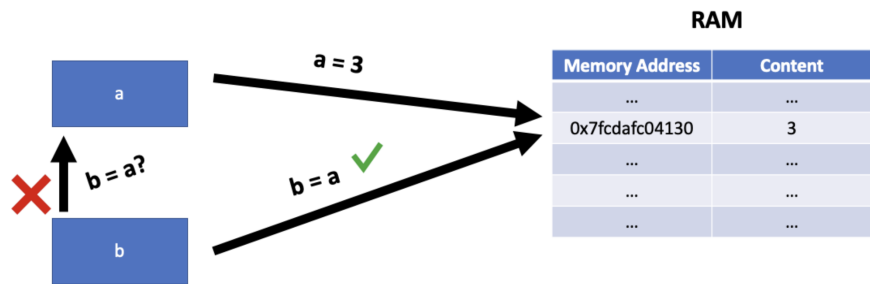 RAM
a = 3
Memory Address Content
a
... ...
0x7fcdafc04130 3
b = a?
b = a
... ...
... ...
b
... ...